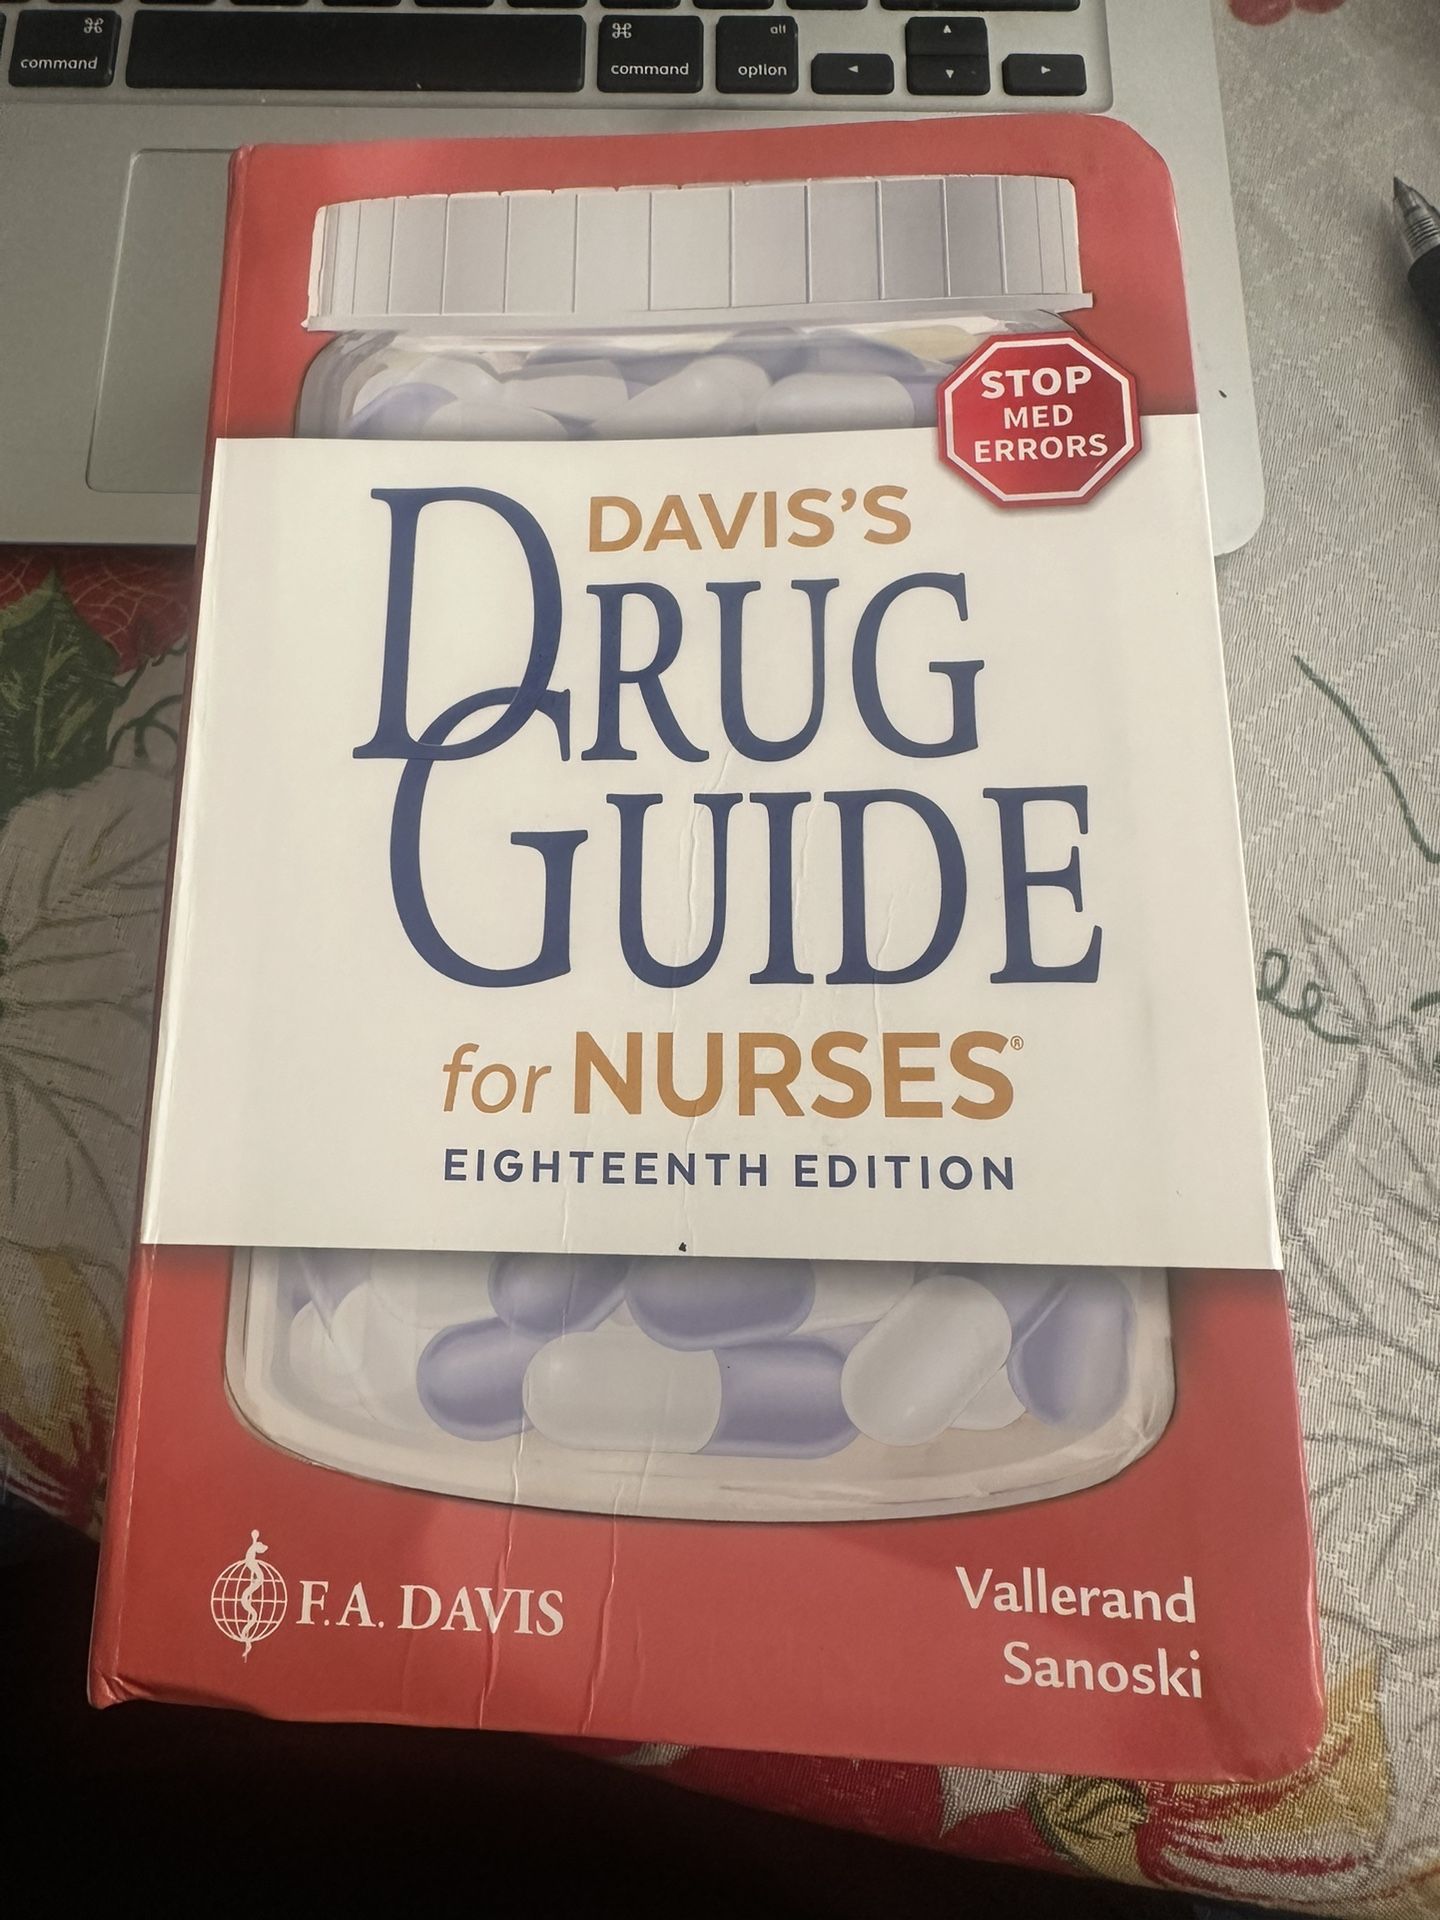 ⌘
command
⌘
command
alt
option
◄
▲
▼
►
STOP
MED
ERRORS
DAVIS'S
DRUG
GUIDE
for NURSES®
EIGHTEENTH EDITION
F.A. DAVIS
Vallerand
Sanoski